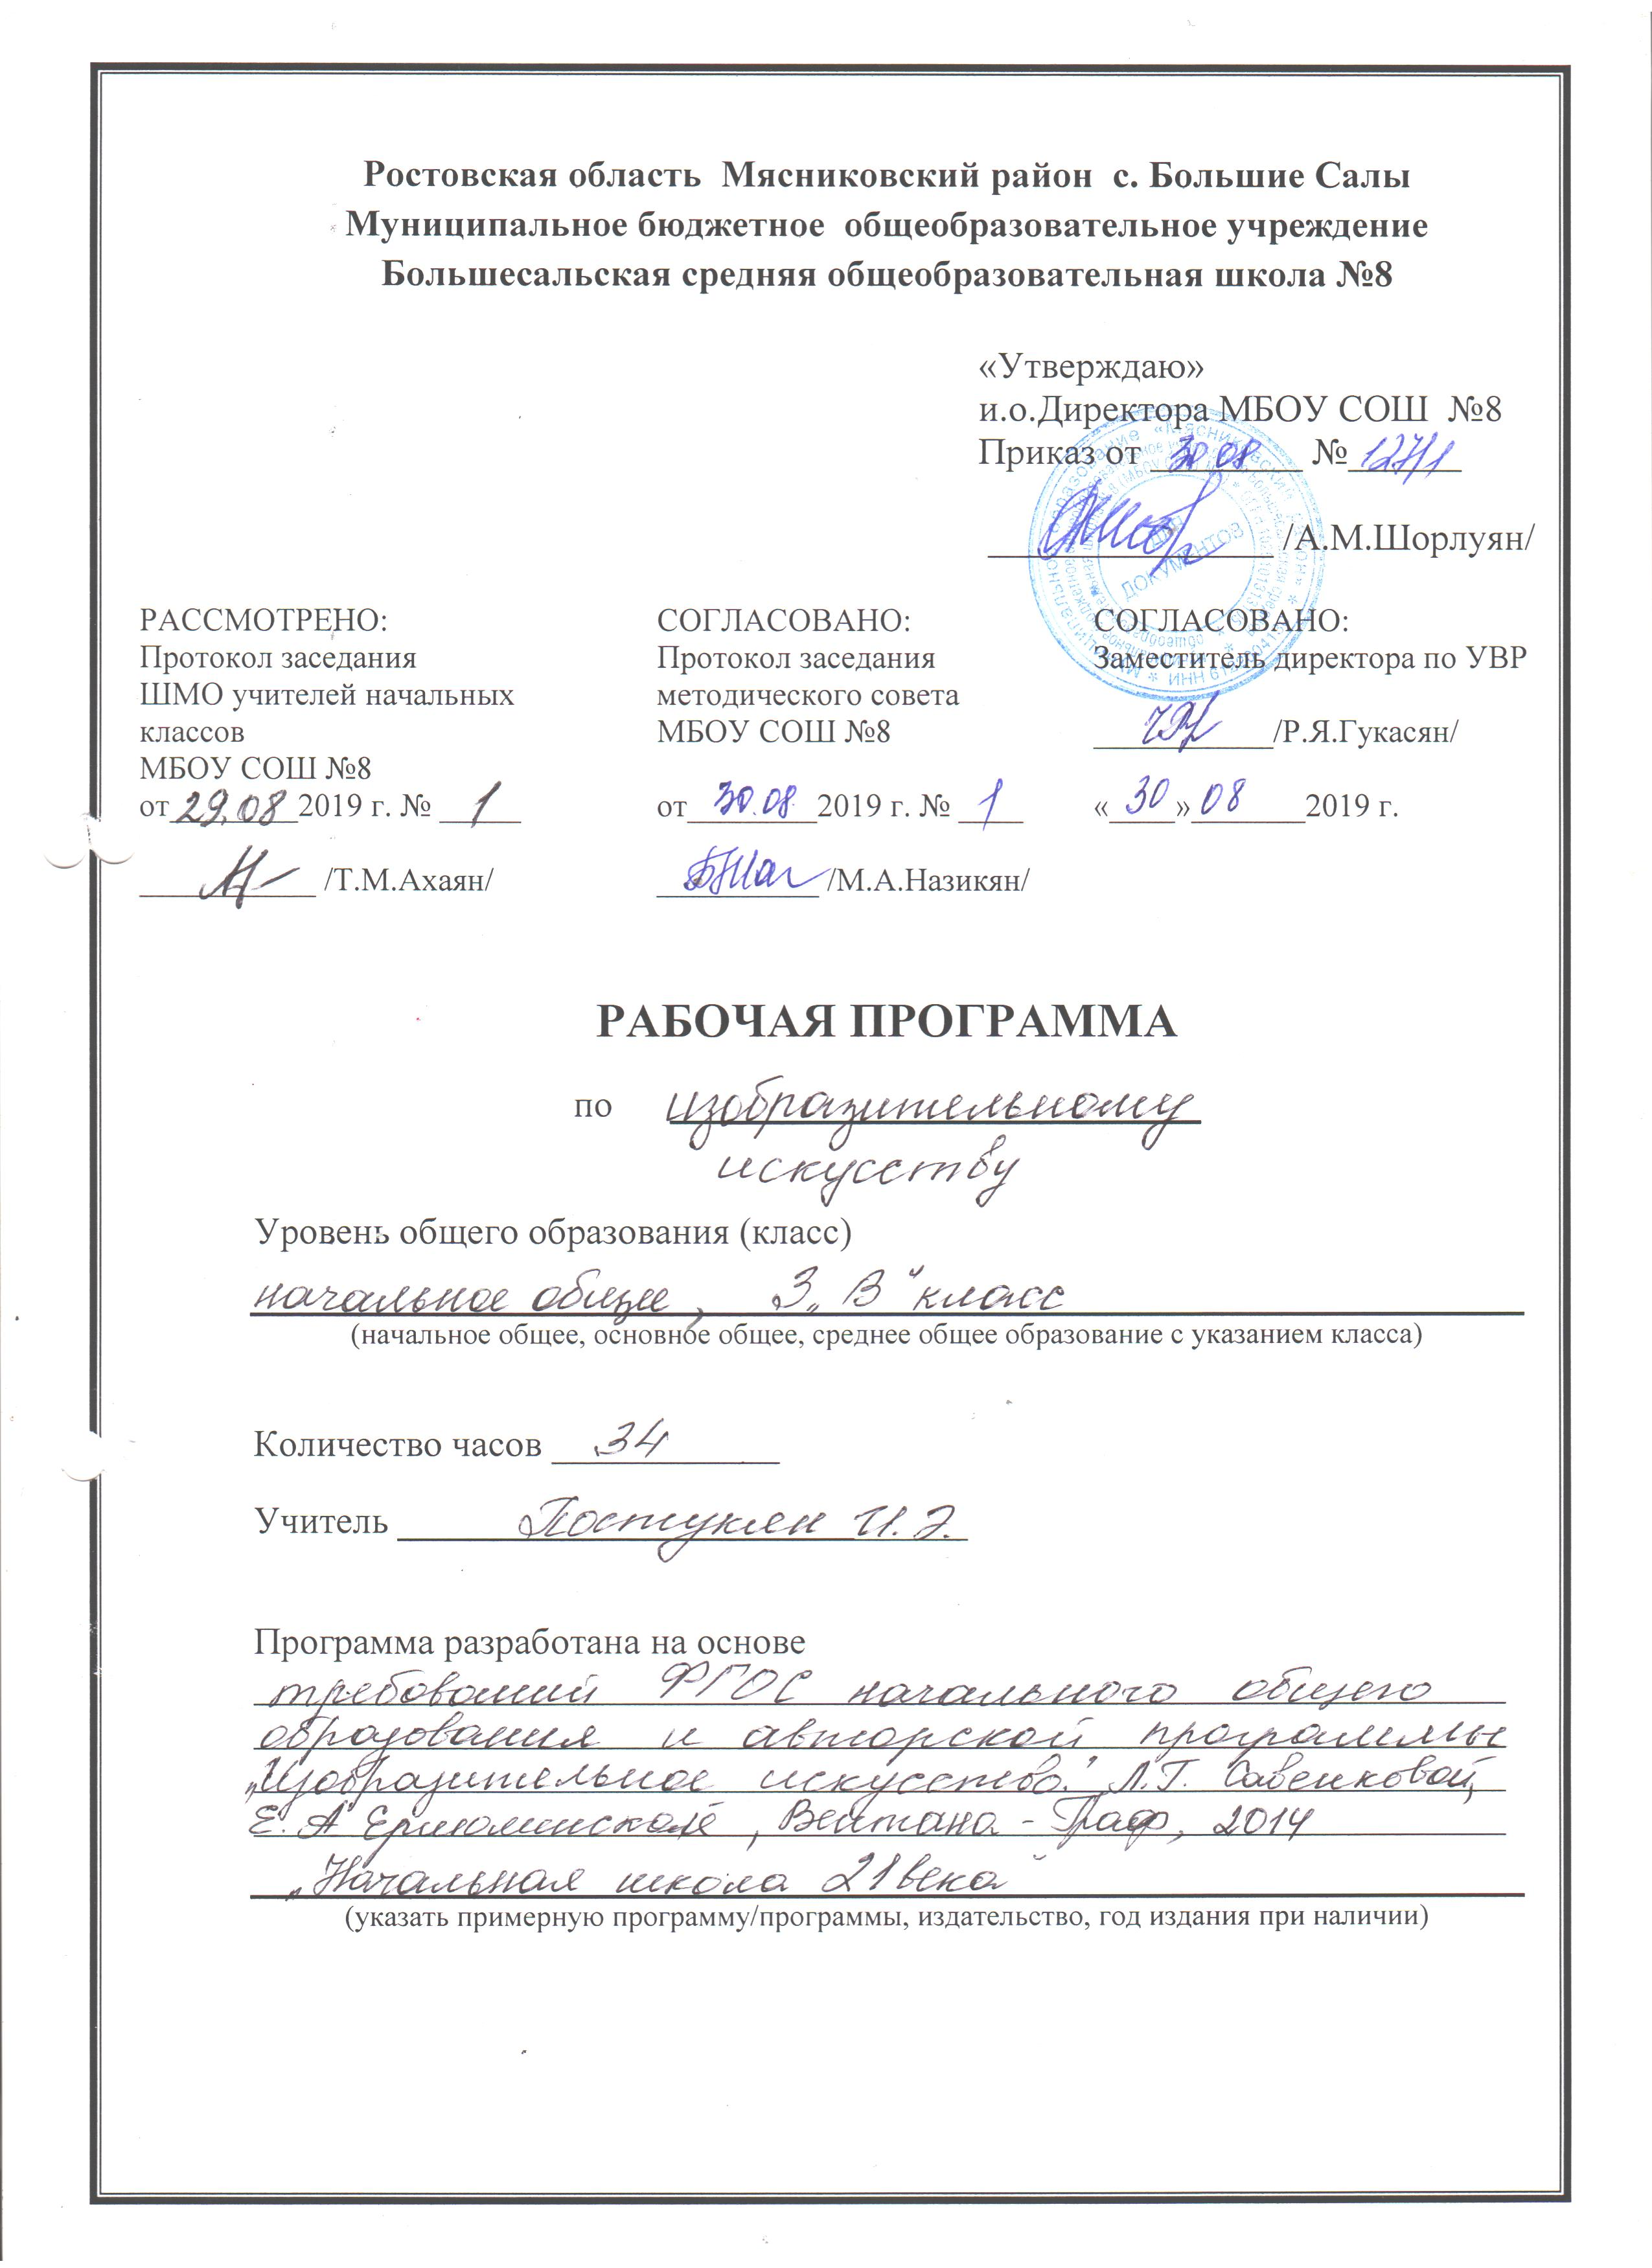 Ростовская область Мясниковский район с. Большие Салы
Муниципальное бюджетное общеобразовательное учреждение
Большесальская средняя общеобразовательная школа №8
«Утверждаю»
и.о.Директора МБОУ СОШ №8
Приказ от 30 08 № 127/1
/А.М.Шорлуян/
ДЛЯ
ДОКУМЕНТОВ
РАССМОТРЕНО:
Протокол заседания
ШМО учителей начальных
классов
МБОУ СОШ №8
от 29.08 2019 г. № 1
/Т.М.Ахаян/
СОГЛАСОВАНО:
Протокол заседания
методического совета
МБОУ СОШ №8
от 30.08 2019 г. № 1
/М.А.Назикян/
СОГЛАСОВАНО:
Заместитель директора по УВР
/Р.Я.Гукасян/
«30» 08 2019 г.
РАБОЧАЯ ПРОГРАММА
по изобразительному
искусству
Уровень общего образования (класс)
начальное общее, 3 „В" класс
(начальное общее, основное общее, среднее общее образование с указанием класса)
Количество часов 34
Учитель Постукян И.Э.
Программа разработана на основе
требований ФГОС начального общего
образования и авторской программы
„Изобразительное искусство." Л.Г. Савенковой,
Е.А Ермолинской, Вентана-Граф, 2014
„Начальная школа 21 века"
(указать примерную программу/программы, издательство, год издания при наличии)